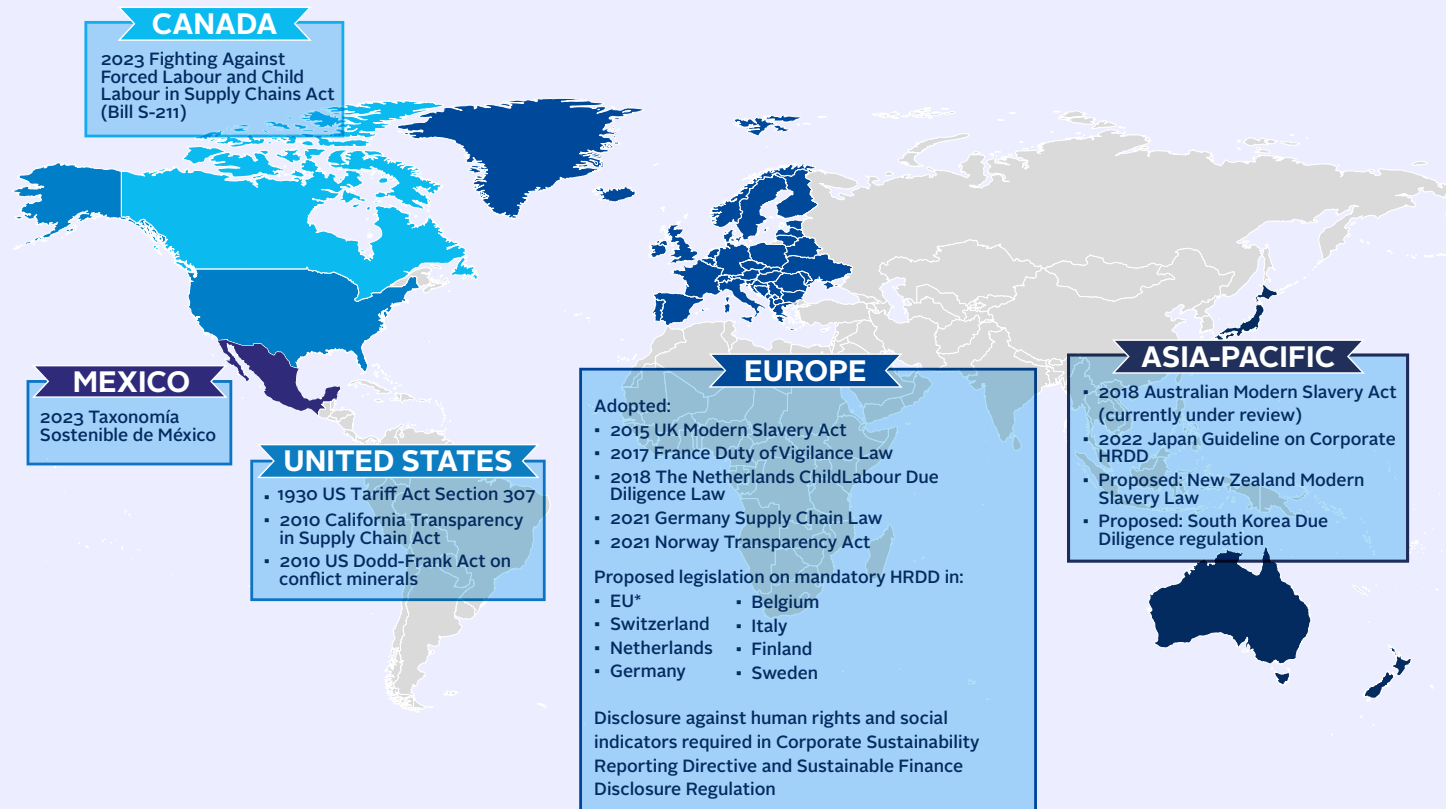 CANADA
2023 Fighting Against
Forced Labour and Child
Labour in Supply Chains Act
(Bill S-211)
MEXICO
2023 Taxonomía
Sostenible de México
UNITED STATES
▪ 1930 US Tariff Act Section 307
▪ 2010 California Transparency
in Supply Chain Act
▪ 2010 US Dodd-Frank Act on
conflict minerals
EUROPE
Adopted:
▪ 2015 UK Modern Slavery Act
▪ 2017 France Duty of Vigilance Law
▪ 2018 The Netherlands ChildLabour Due
Diligence Law
▪ 2021 Germany Supply Chain Law
▪ 2021 Norway Transparency Act
Proposed legislation on mandatory HRDD in:
▪ EU*
▪ Switzerland
▪ Netherlands
▪ Germany
▪ Belgium
▪ Italy
▪ Finland
▪ Sweden
Disclosure against human rights and social
indicators required in Corporate Sustainability
Reporting Directive and Sustainable Finance
Disclosure Regulation
ASIA-PACIFIC
▪ 2018 Australian Modern Slavery Act
(currently under review)
▪ 2022 Japan Guideline on Corporate
HRDD
▪ Proposed: New Zealand Modern
Slavery Law
▪ Proposed: South Korea Due
Diligence regulation